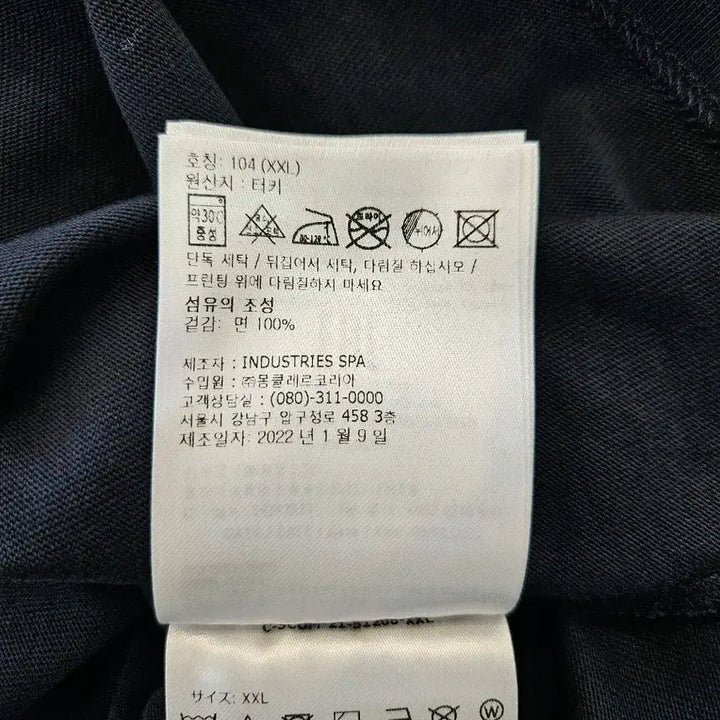 호칭: 104 (XXL)
원산지 : 터키
약30℃
중성
80-120℃
드라이
단독 세탁 / 뒤집어서 세탁, 다림질 하십시오 /
프린팅 위에 다림질하지 마세요
섬유의 조성
겉감: 면 100%
제조자 : INDUSTRIES SPA
수입원 : ㈜몽클레르코리아
고객상담실 : (080)-311-0000
서울시 강남구 압구정로 458 3층
제조일자: 2022 년 1 월 9 일
サイズ: XXL
W